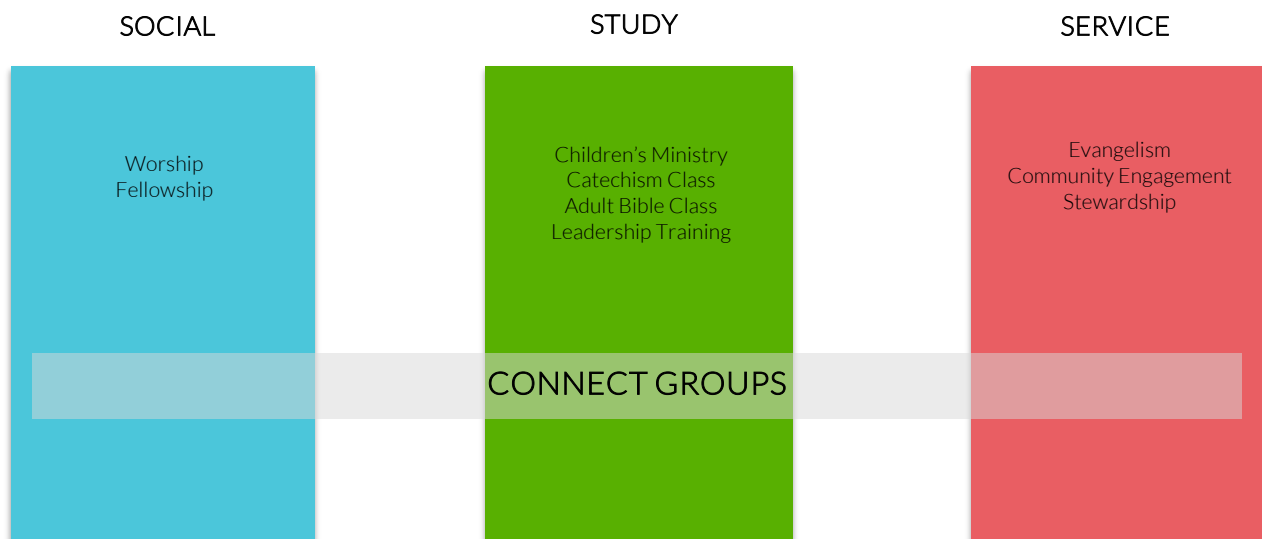 SOCIAL
STUDY
SERVICE
Worship
Fellowship
Children’s Ministry
Catechism Class
Adult Bible Class
Leadership Training
Evangelism
Community Engagement
Stewardship
CONNECT GROUPS